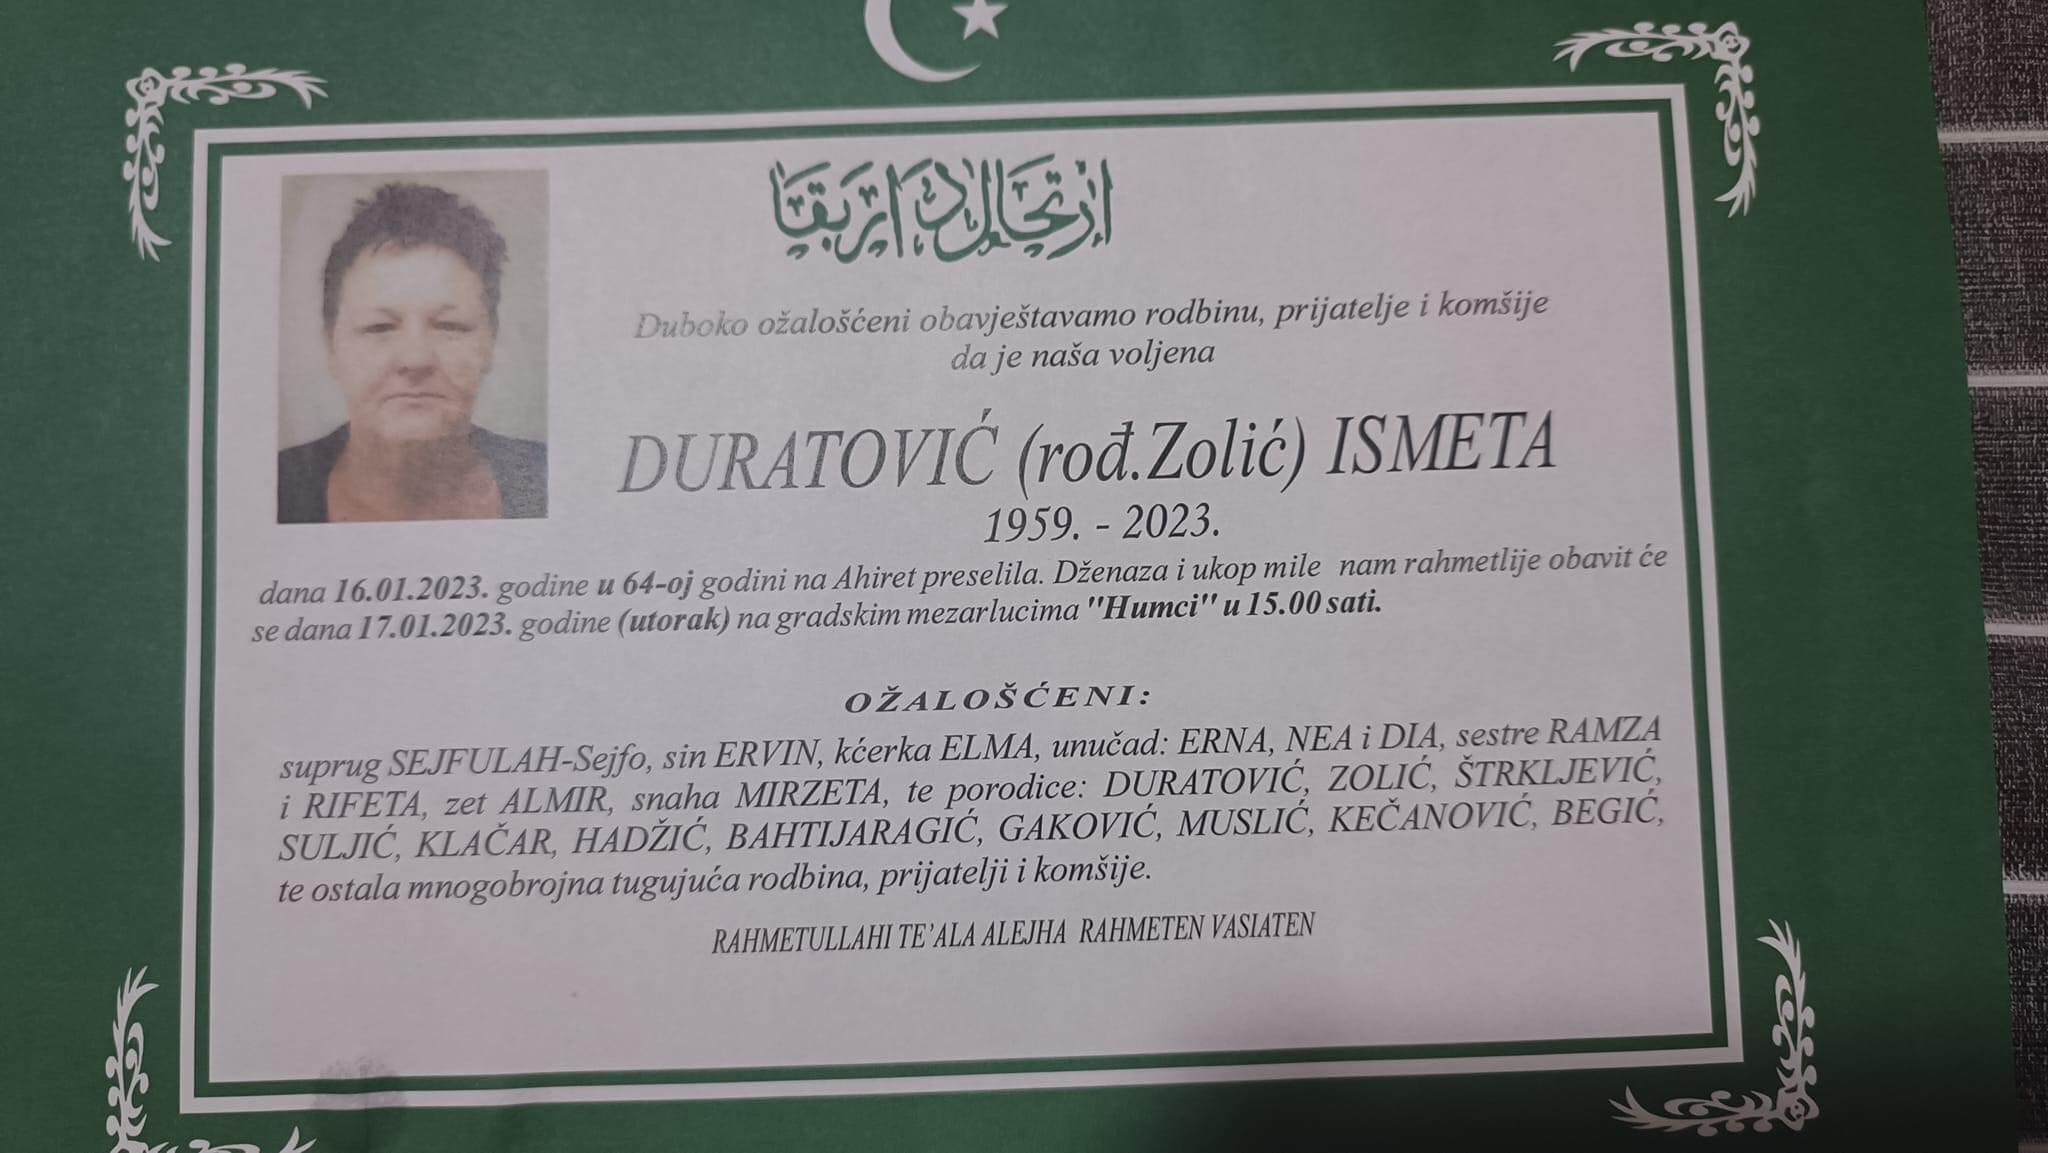 إرتحال دار بقا
Duboko ožalošćeni obavještavamo rodbinu, prijatelje i komšije
da je naša voljena
DURATOVIĆ (rođ.Zolić) ISMETA
1959. - 2023.
dana 16.01.2023. godine u 64-oj godini na Ahiret preselila. Dženaza i ukop mile nam rahmetlije obavit će
se dana 17.01.2023. godine (utorak) na gradskim mezarlucima "Humci" u 15.00 sati.
OŽALOŠĆENI:
suprug SEJFULAH-Sejfo, sin ERVIN, kćerka ELMA, unučad: ERNA, NEA i DIA, sestre RAMZA
i RIFETA, zet ALMIR, snaha MIRZETA, te porodice: DURATOVIĆ, ZOLIĆ, ŠTRKLJEVIĆ,
SULJIĆ, KLAČAR, HADŽIĆ, BAHTIJARAGIĆ, GAKOVIĆ, MUSLIĆ, KEČANOVIĆ, BEGIĆ,
te ostala mnogobrojna tugujuća rodbina, prijatelji i komšije.
RAHMETULLAHI TE'ALA ALEJHA RAHMETEN VASIATEN